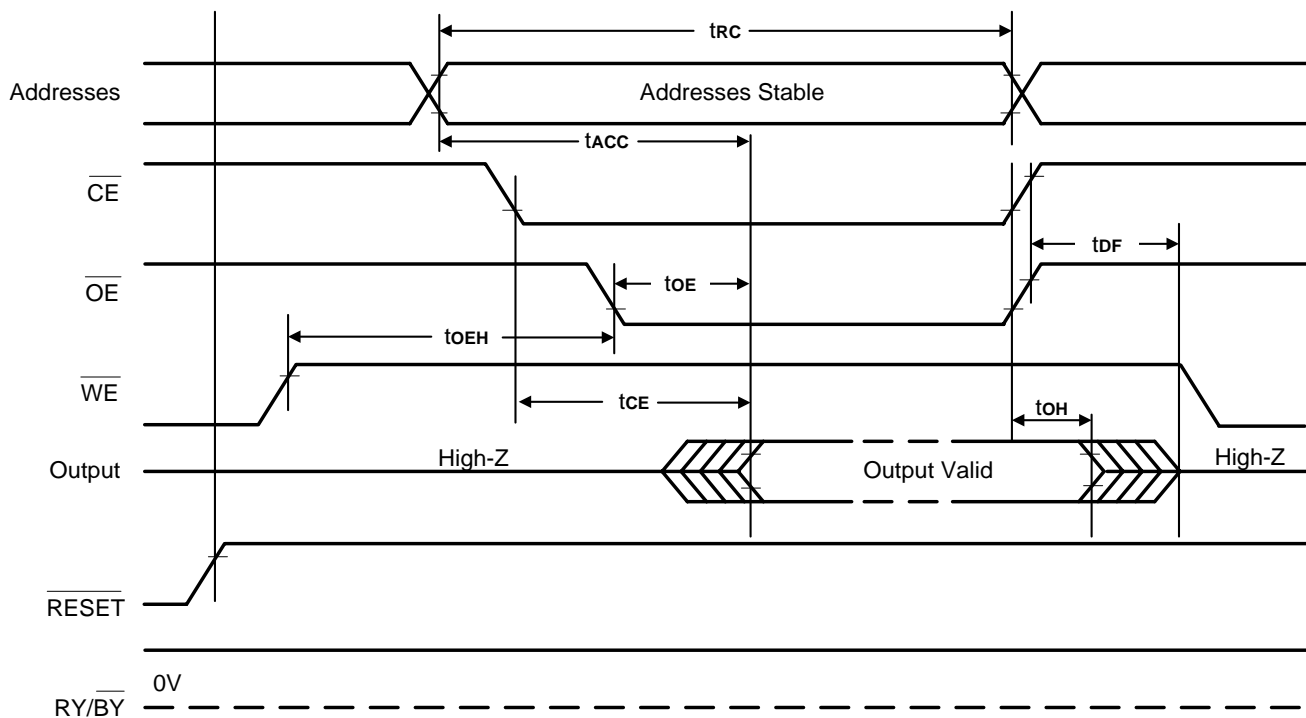 tRC
Addresses
Addresses Stable
tACC
CE
tDF
OE
tOE
tOEH
WE
tCE
tOH
High-Z
Output
Output Valid
High-Z
RESET
0V
RY/BY